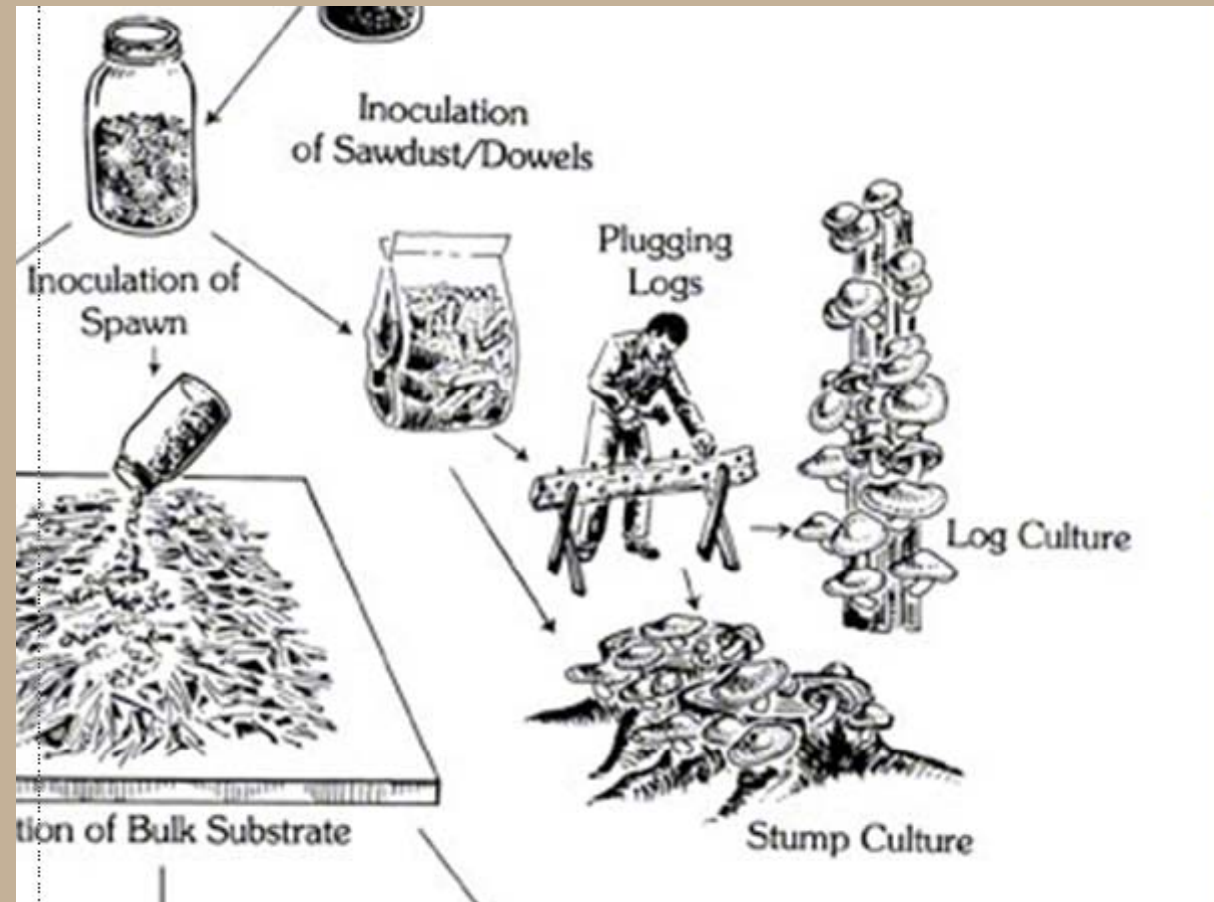 Inoculation
of Sawdust/Dowels
Plugging
Logs
Inoculation of
Spawn
Log Culture
tion of Bulk Substrate
Stump Culture